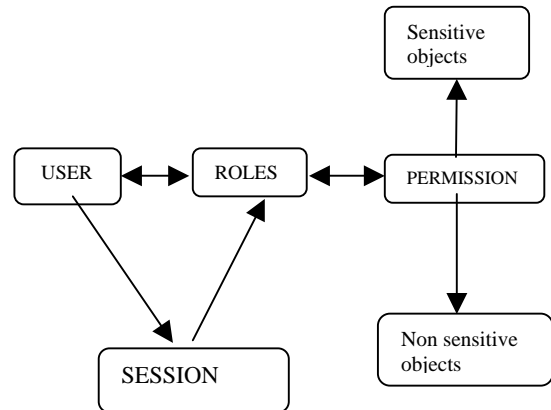 Sensitive
objects
USER
ROLES
PERMISSION
SESSION
Non sensitive
objects